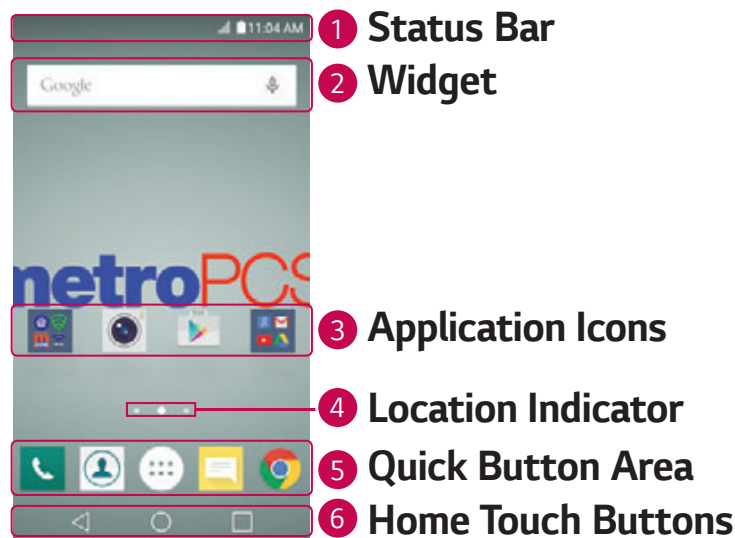 11:04 AM
1 Status Bar
Google
2 Widget
metroPCS
3 Application Icons
4 Location Indicator
5 Quick Button Area
6 Home Touch Buttons